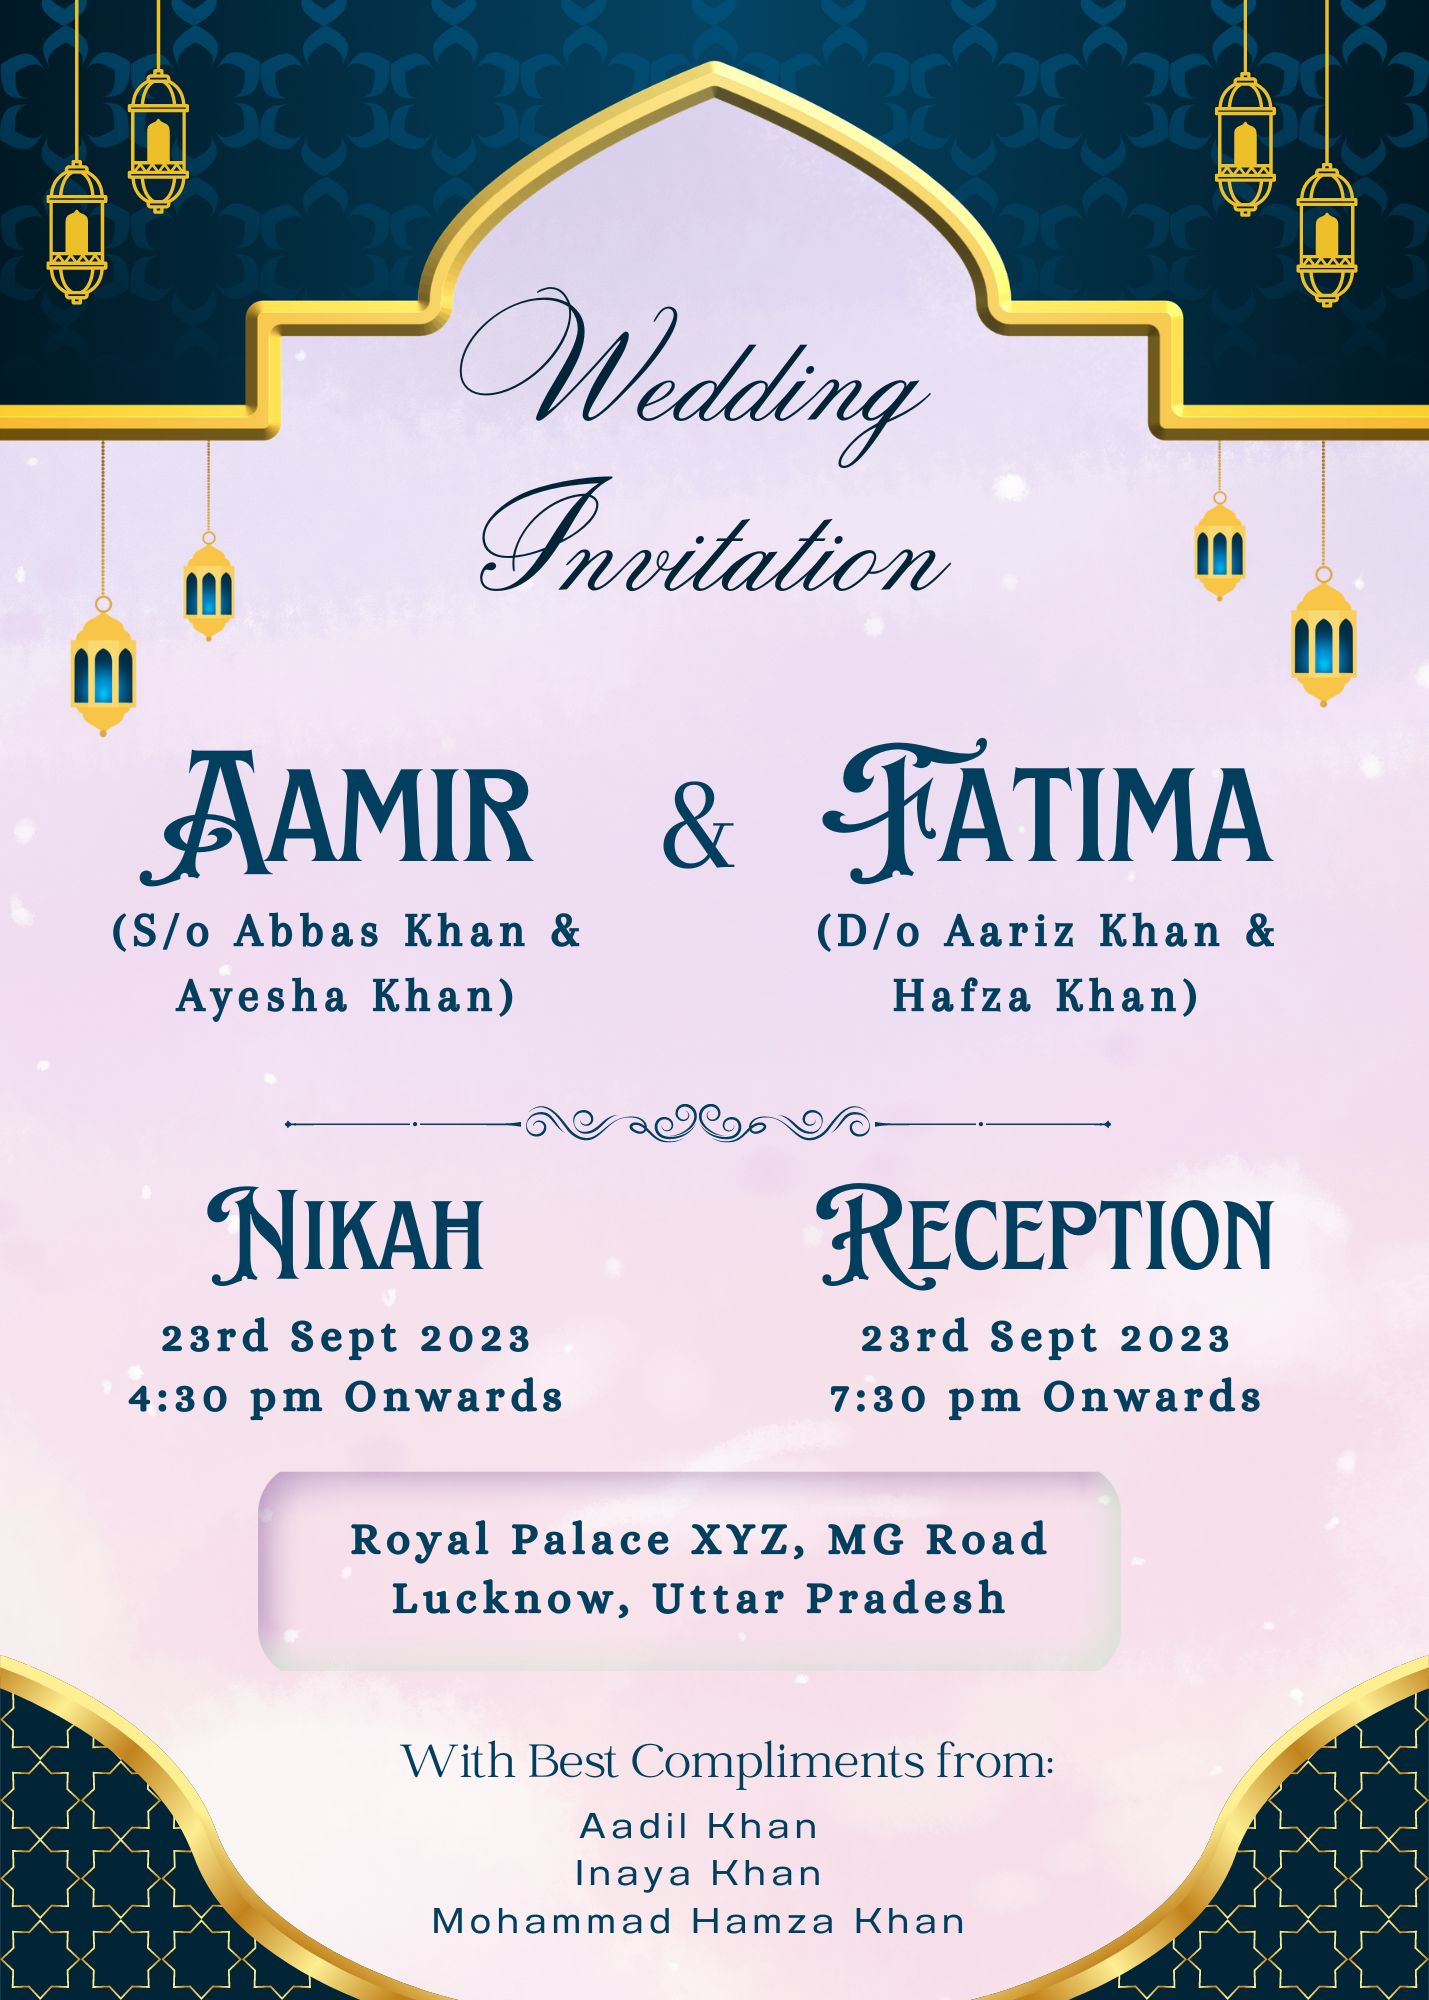 Wedding
Invitation
Aamir & Fatima
(S/o Abbas Khan &
Ayesha Khan)
(D/o Aariz Khan &
Hafza Khan)
Nikah
23rd Sept 2023
4:30 pm Onwards
Reception
23rd Sept 2023
7:30 pm Onwards
Royal Palace XYZ, MG Road
Lucknow, Uttar Pradesh
With Best Compliments from:
Aadil Khan
Inaya Khan
Mohammad Hamza Khan